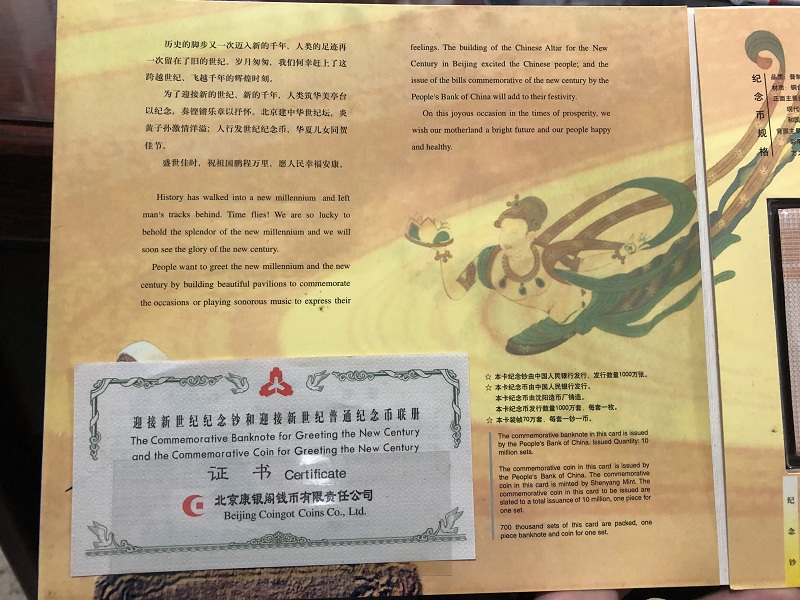 历史的脚步又一次迈入新的千年，人类的足迹再
一次留在了旧的世纪。岁月匆匆，我们何幸赶上了这
跨越世纪、飞越千年的辉煌时刻。
为了迎接新的世纪、新的千年，人类筑华美亭台
以纪念，奏铿锵乐章以抒怀。北京建中华世纪坛，炎
黄子孙激情洋溢；人行发世纪纪念币，华夏儿女同贺
佳节。
盛世佳时，祝祖国鹏程万里，愿人民幸福安康。
History has walked into a new millennium and left
man's tracks behind. Time flies! We are so lucky to
behold the splendor of the new millennium and we will
soon see the glory of the new century.
People want to greet the new millennium and the new
century by building beautiful pavilions to commemorate
the occasions or playing sonorous music to express their
feelings. The building of the Chinese Altar for the New
Century in Beijing excited the Chinese people; and the
issue of the bills commemorative of the new century by the
People's Bank of China will add to their festivity.
On this joyous occasion in the times of prosperity, we
wish our motherland a bright future and our people happy
and healthy.
迎接新世纪纪念钞和迎接新世纪普通纪念币联册
The Commemorative Banknote for Greeting the New Century
and the Commemorative Coin for Greeting the New Century
证 书 Certificate
北京康银阁钱币有限责任公司
Beijing Coingot Coins Co., Ltd.
☆ 本卡纪念钞由中国人民银行发行，发行数量1000万张。
☆ 本卡纪念币由中国人民银行发行。
本卡纪念币由沈阳造币厂铸造。
本卡纪念币发行数量1000万套，每套一枚。
☆ 本卡装帧70万套，每套一钞一币。
The commemorative banknote in this card is issued
by the People's Bank of China. Issued Quantity: 10
million sets.
The commemorative coin in this card is issued by
the People's Bank of China. The commemorative
coin in this card is minted by Shenyang Mint. The
commemorative coin in this card to be issued are
stated to a total issuance of 10 million, one piece for
one set.
700 thousand sets of this card are packed, one
piece banknote and coin for one set.
纪念币规格
品质：普制
材质：铜合
正面主景
现代
和凯
背面主
纪念钞